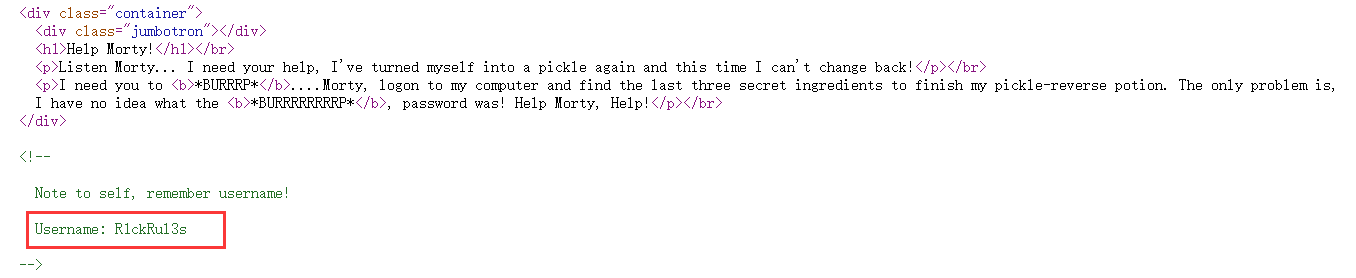 <div class="container">
<div class="jumbotron"></div>
<h1>Help Morty!</h1></br>
<p>Listen Morty... I need your help, I've turned myself into a pickle again and this time I can't change back!</p></br>
<p>I need you to <b>*BURRRP*</b>....Morty, logon to my computer and find the last three secret ingredients to finish my pickle-reverse potion. The only problem is,
I have no idea what the <b>*BURRRRRRRRP*</b>, password was! Help Morty, Help!</p></br>
</div>
<!--
Note to self, remember username!
Username: R1ckRul3s
-->